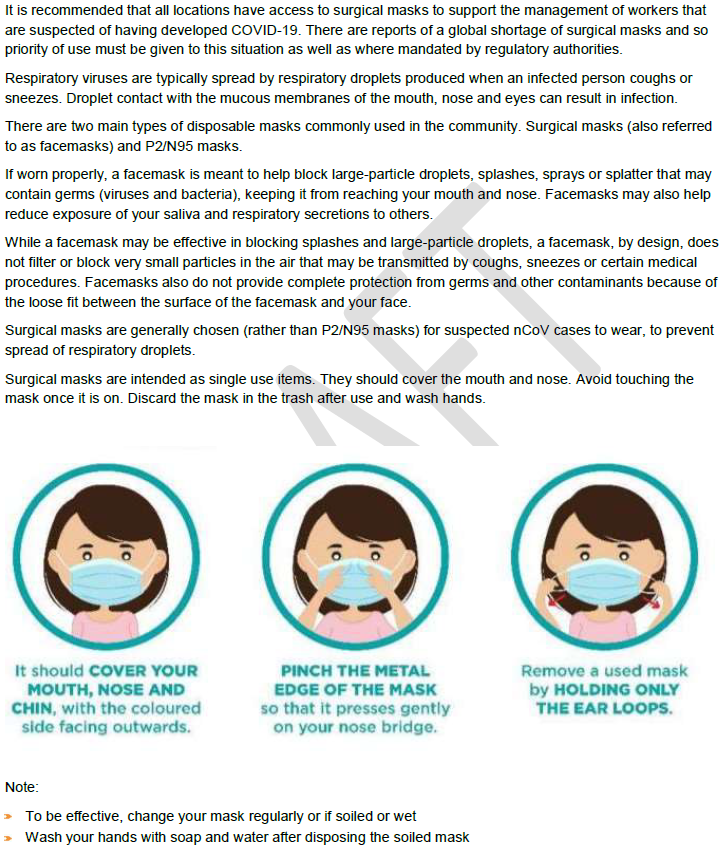 It is recommended that all locations have access to surgical masks to support the management of workers that
are suspected of having developed COVID-19. There are reports of a global shortage of surgical masks and so
priority of use must be given to this situation as well as where mandated by regulatory authorities.
Respiratory viruses are typically spread by respiratory droplets produced when an infected person coughs or
sneezes. Droplet contact with the mucous membranes of the mouth, nose and eyes can result in infection.
There are two main types of disposable masks commonly used in the community. Surgical masks (also referred
to as facemasks) and P2/N95 masks.
If worn properly, a facemask is meant to help block large-particle droplets, splashes, sprays or splatter that may
contain germs (viruses and bacteria), keeping it from reaching your mouth and nose. Facemasks may also help
reduce exposure of your saliva and respiratory secretions to others.
While a facemask may be effective in blocking splashes and large-particle droplets, a facemask, by design, does
not filter or block very small particles in the air that may be transmitted by coughs, sneezes or certain medical
procedures. Facemasks also do not provide complete protection from germs and other contaminants because of
the loose fit between the surface of the facemask and your face.
Surgical masks are generally chosen (rather than P2/N95 masks) for suspected nCoV cases to wear, to prevent
spread of respiratory droplets.
Surgical masks are intended as single use items. They should cover the mouth and nose. Avoid touching the
mask once it is on. Discard the mask in the trash after use and wash hands.
AFT
It should COVER YOUR
MOUTH, NOSE AND
CHIN, with the coloured
side facing outwards.
PINCH THE METAL
EDGE OF THE MASK
so that it presses gently
on your nose bridge.
Remove a used mask
by HOLDING ONLY
THE EAR LOOPS.
Note:
To be effective, change your mask regularly or if soiled or wet
Wash your hands with soap and water after disposing the soiled mask